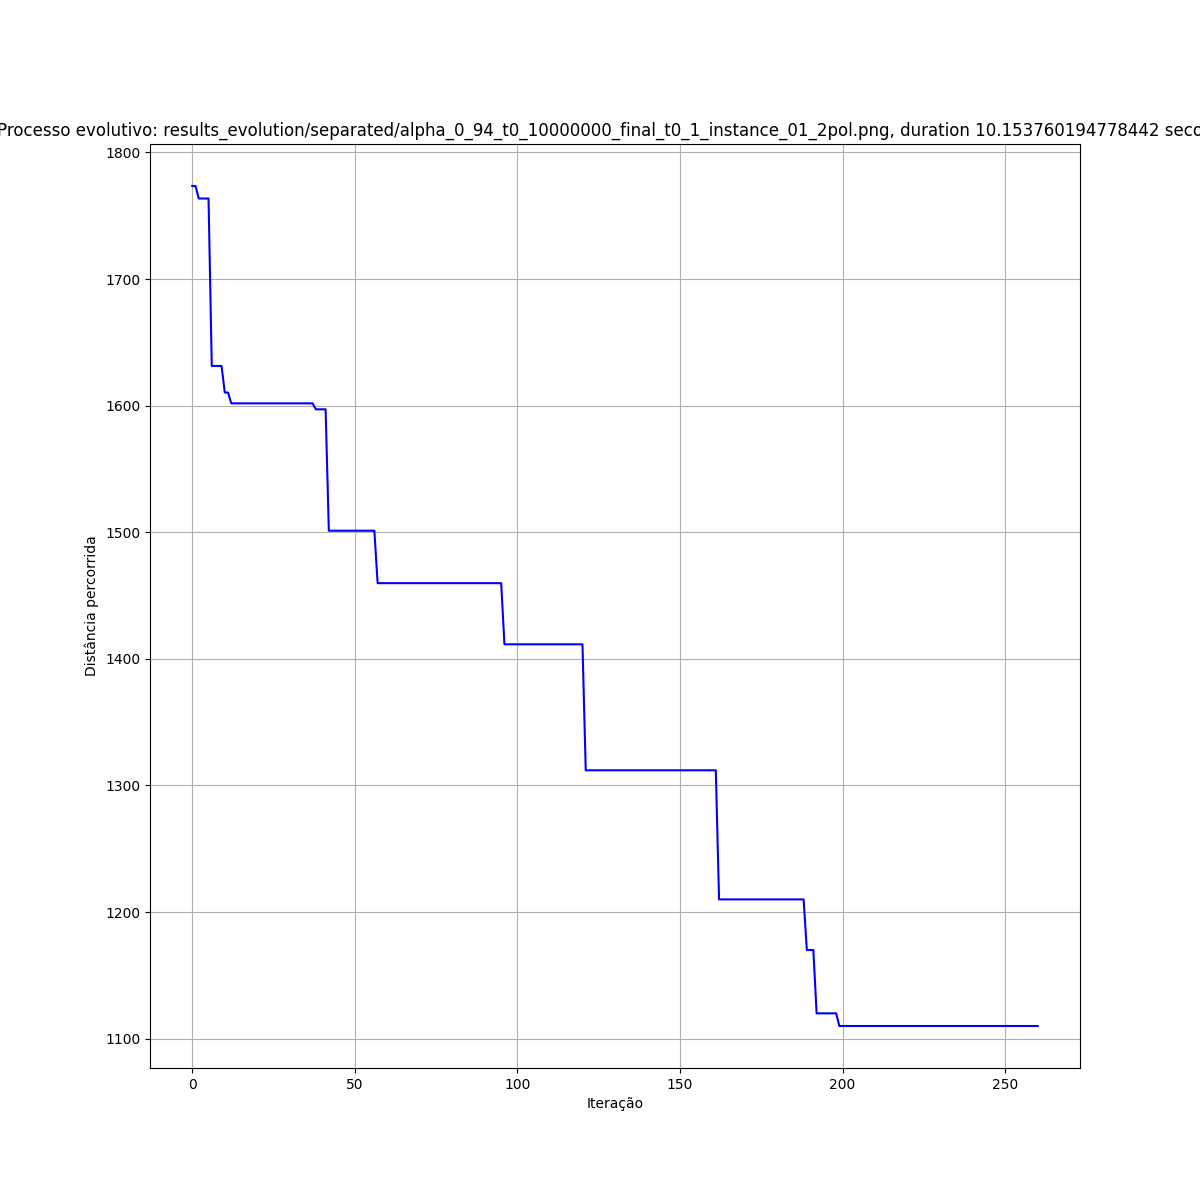 Processo evolutivo: results_evolution/separated/alpha_0_94_t0_10000000_final_t0_1_instance_01_2pol.png, duration 10.153760194778442 seco
1800
1700
1600
1500
1400
1300
1200
1100
Distância percorrida
0 50 100 150 200 250
Iteração